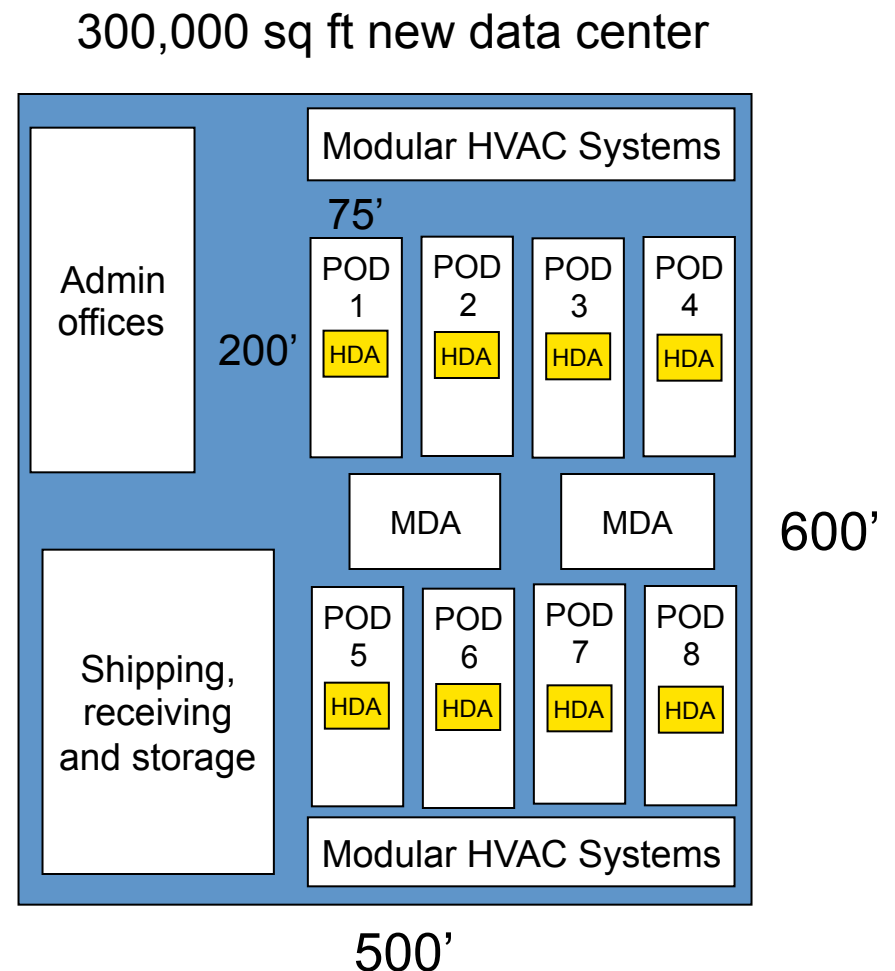 300,000 sq ft new data center
Modular HVAC Systems
Admin
offices
75’
200’
POD
1
HDA
POD
2
HDA
POD
3
HDA
POD
4
HDA
MDA
MDA
600’
Shipping,
receiving
and storage
POD
5
HDA
POD
6
HDA
POD
7
HDA
POD
8
HDA
Modular HVAC Systems
500’